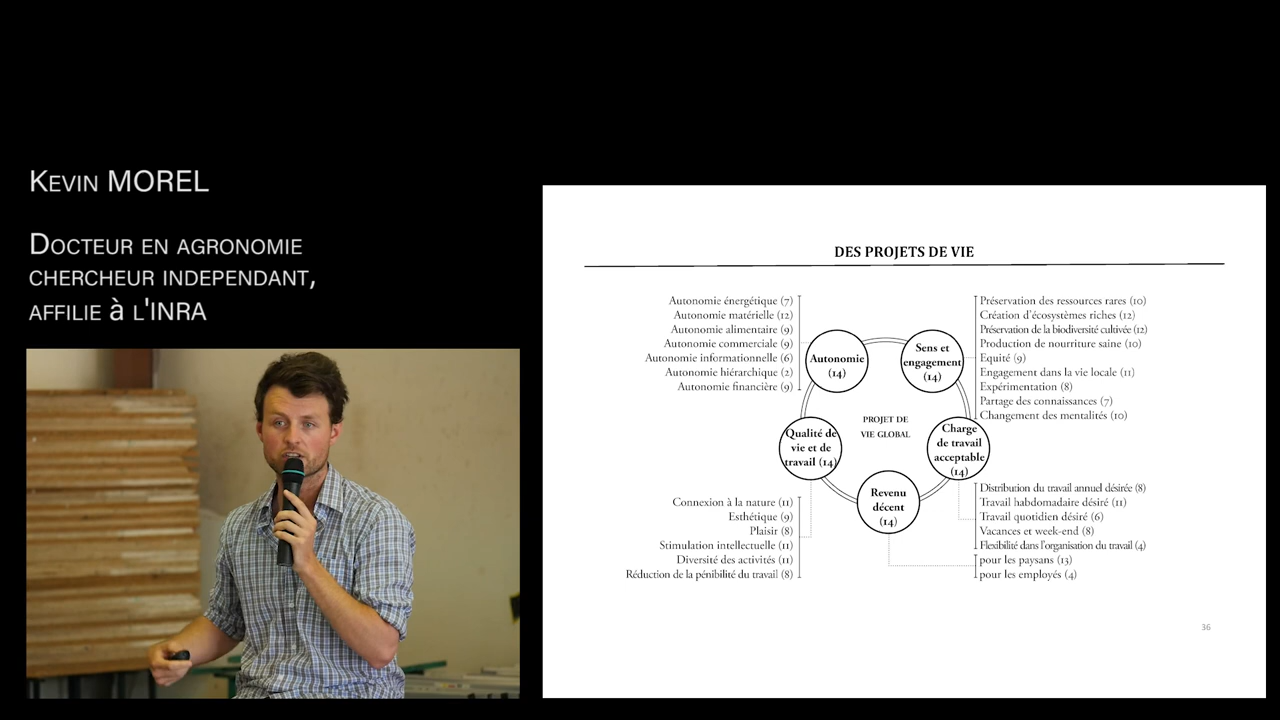 Kevin MOREL
Docteur en agronomie
chercheur independant,
affilie à l'INRA
DES PROJETS DE VIE
Autonomie énergétique (7)
Autonomie matérielle (12)
Autonomie alimentaire (9)
Autonomie commerciale (9)
Autonomie informationnelle (6)
Autonomie hiérarchique (2)
Autonomie financière (9)
Autonomie
(14)
Sens et
engagement
(14)
Préservation des ressources rares (10)
Création d'écosystèmes riches (12)
Préservation de la biodiversité cultivée (12)
Production de nourriture saine (10)
Equité (9)
Engagement dans la vie locale (11)
Expérimentation (8)
Partage des connaissances (7)
Changement des mentalités (10)
PROJET DE
VIE GLOBAL
Qualité de
vie et de
travail (14)
Charge
de travail
acceptable
(14)
Revenu
décent
(14)
Connexion à la nature (11)
Esthétique (9)
Plaisir (8)
Stimulation intellectuelle (11)
Diversité des activités (11)
Réduction de la pénibilité du travail (8)
Distribution du travail annuel désirée (8)
Travail habdomadaire désiré (11)
Travail quotidien désiré (6)
Vacances et week-end (8)
Flexibilité dans l'organisation du travail (4)
pour les paysans (13)
pour les employés (4)
36